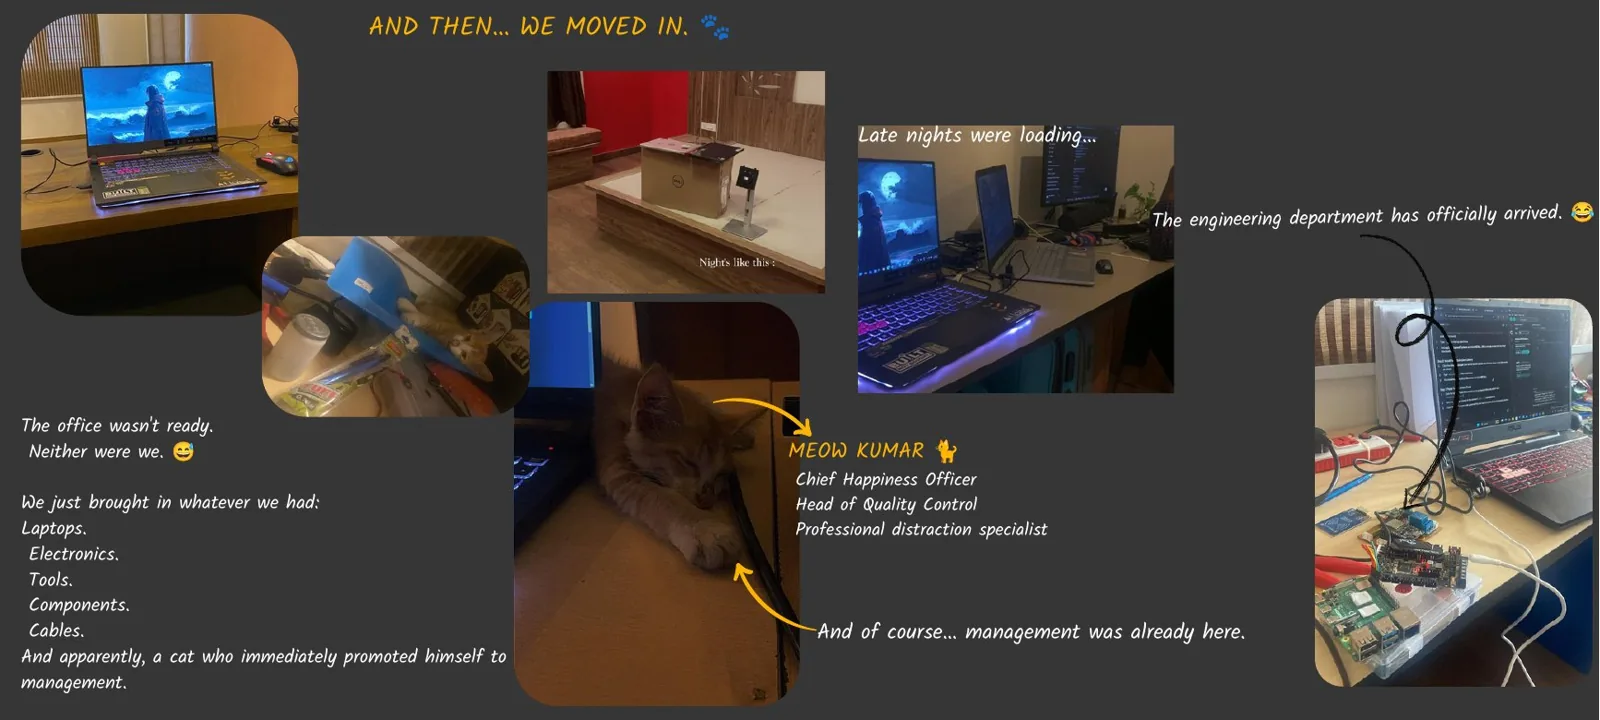 AND THEN... WE MOVED IN. 🐾
Late nights were loading...
The engineering department has officially arrived. 😂
Night's like this :
DELL
BUILT
The office wasn't ready.
Neither were we. 😅
We just brought in whatever we had:
Laptops.
Electronics.
Tools.
Components.
Cables.
And apparently, a cat who immediately promoted himself to
management.
MEOW KUMAR 🐈
Chief Happiness Officer
Head of Quality Control
Professional distraction specialist
And of course... management was already here.